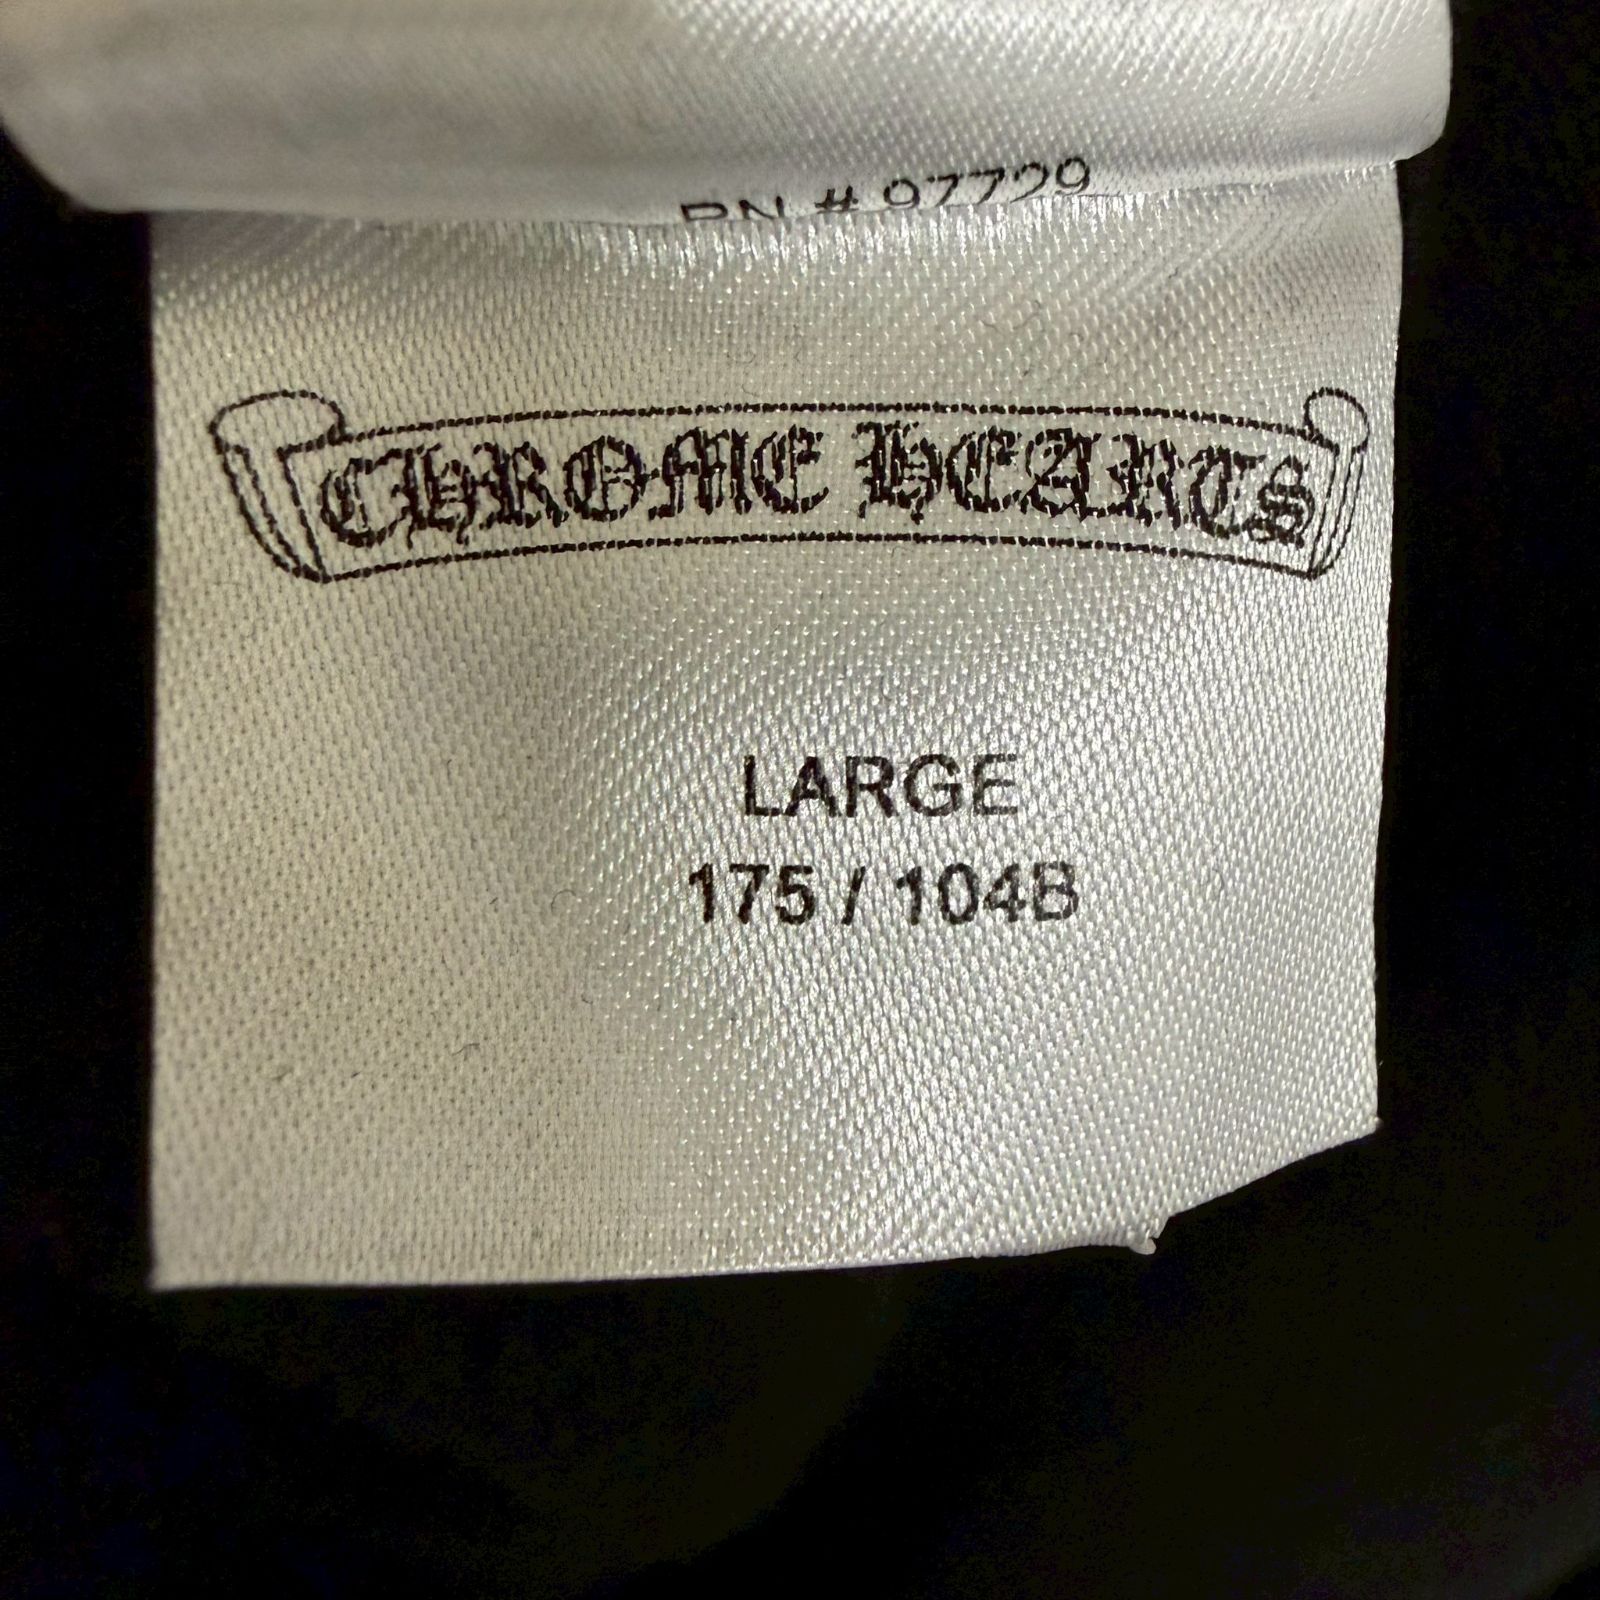 RN # 97729
CHROME HEARTS
LARGE
175 / 104B